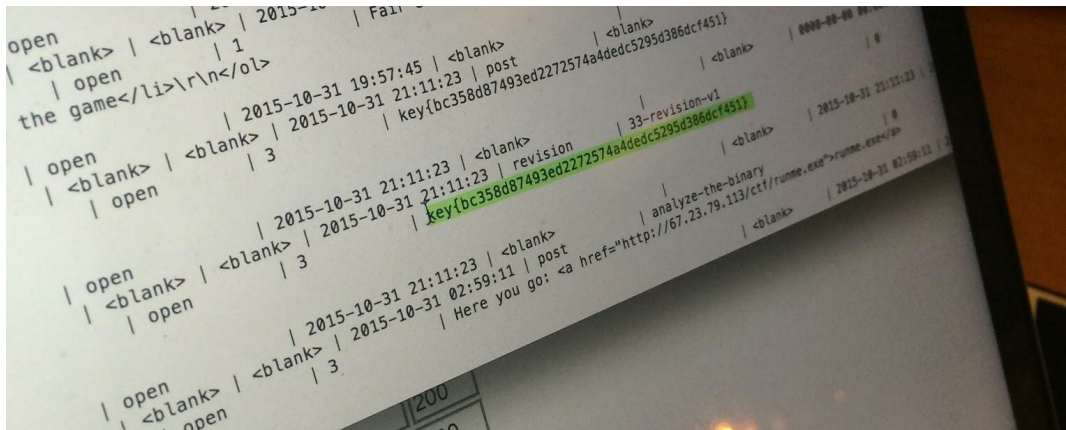 open
| <blank> | <blank> | 2015-
| open | 1
the game</li>\r\n</ol>
| 2015-10-31 19:57:45 | <blank> | <blank>
| open | <blank> | 2015-10-31 21:11:23 | post
| <blank> | key{bc358d87493ed2272574a4dedc5295d386dcf451}
| open | 3
| <blank>
| 2015-10-31 21:11:23 | <blank> | 33-revision-v1
| open | <blank> | 2015-10-31 21:11:23 | revision
| <blank> | key{bc358d87493ed2272574a4dedc5295d386dcf451}
| open | 3
| <blank> | 2015-10-31 21:11:23
| 0
| 2015-10-31 21:11:23 | <blank> | analyze-the-binary
| open | <blank> | 2015-10-31 02:59:11 | post
| <blank> | Here you go: <a href="http://67.23.79.113/ctf/runme.exe">runme.exe</a>
| open | 3
| <blank> | 2015-10-31 02:59:11
200